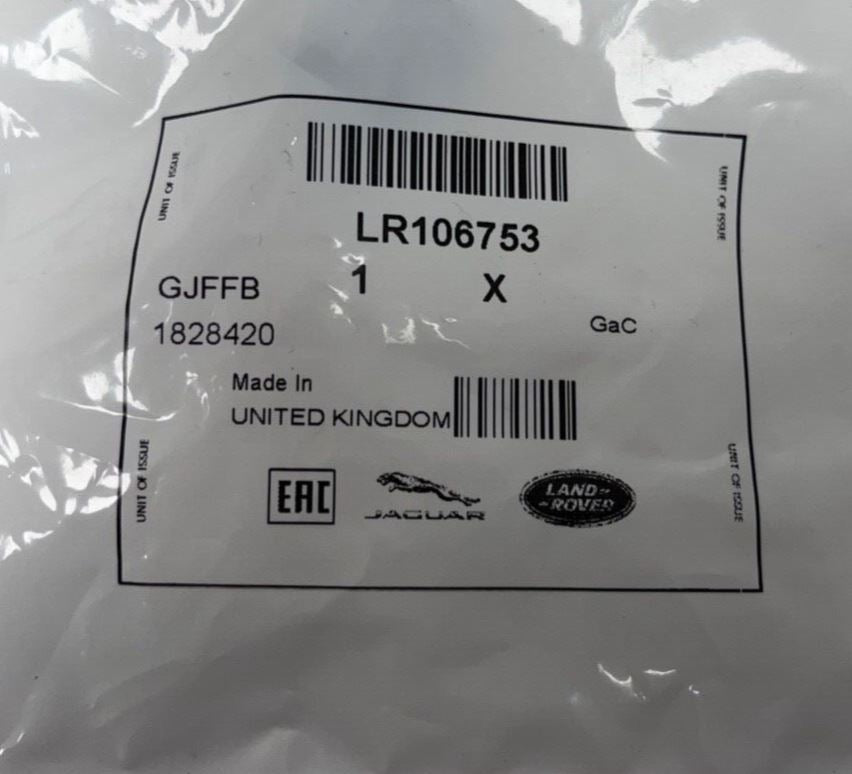 UNIT OF ISSUE
UNIT OF ISSUE
LR106753
GJFFB 1 X
1828420 GaC
Made In
UNITED KINGDOM
UNIT OF ISSUE
UNIT OF ISSUE
EAC
JAGUAR
LAND-
-ROVER